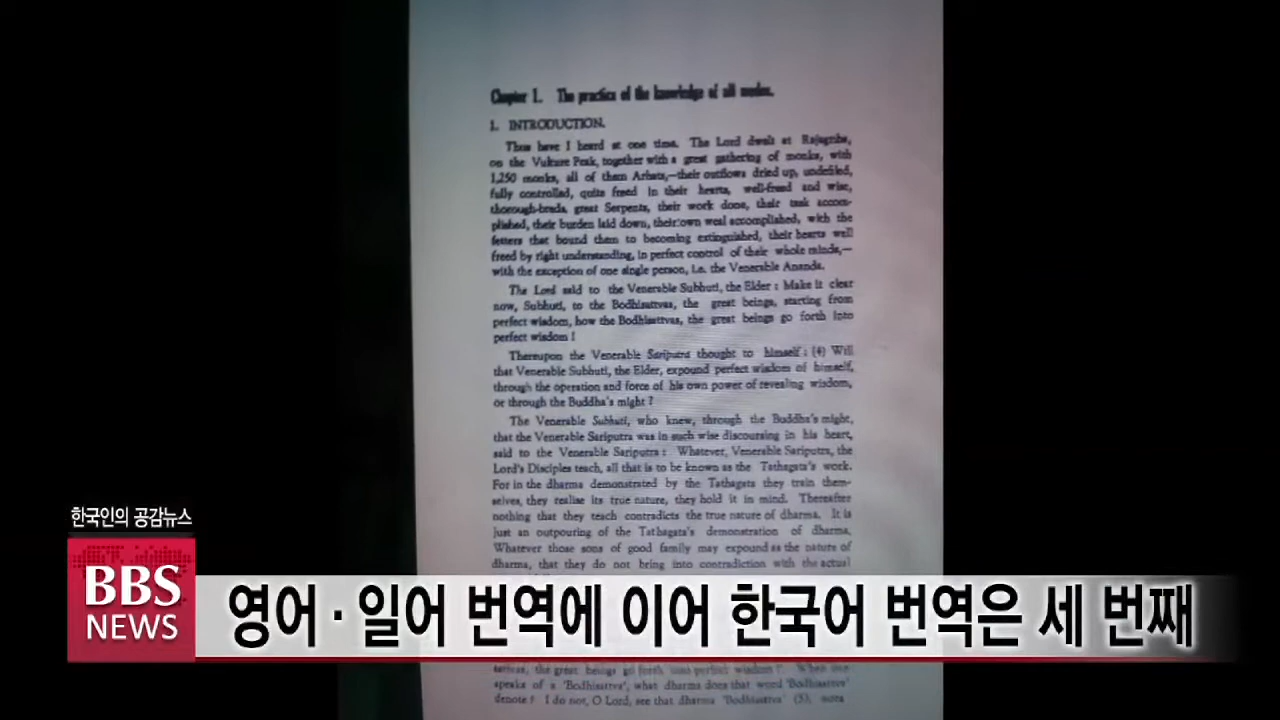 Chapter 1. The practice of the knowledge of all modes.
1. INTRODUCTION.
Thus have I heard at one time. The Lord dwelt at Rajagriha,
on the Vulture Peak, together with a great gathering of monks, with
1,250 monks, all of them Arhats,—their outflows dried up, undefiled,
fully controlled, quite freed in their hearts, well-freed and wise,
thorough-breds, great Serpents, their work done, their task accom-
plished, their burden laid down, their own weal accomplished, with the
fetters that bound them to becoming extinguished, their hearts well
freed by right understanding, in perfect control of their whole minds,—
with the exception of one single person, i.e. the Venerable Ananda.
The Lord said to the Venerable Subhuti, the Elder : Make it clear
now, Subhuti, to the Bodhisattvas, the great beings, starting from
perfect wisdom, how the Bodhisattvas, the great beings go forth into
perfect wisdom !
Thereupon the Venerable Sariputra thought to himself : (4) Will
that Venerable Subhuti, the Elder, expound perfect wisdom of himself,
through the operation and force of his own power of revealing wisdom,
or through the Buddha's might ?
The Venerable Subhuti, who knew, through the Buddha's might,
that the Venerable Sariputra was in such wise discoursing in his heart,
said to the Venerable Sariputra : Whatever, Venerable Sariputra, the
Lord's Disciples teach, all that is to be known as the Tathagata's work.
For in the dharma demonstrated by the Tathagata they train them-
selves, they realise its true nature, they hold it in mind. Thereafter
nothing that they teach contradicts the true nature of dharma. It is
just an outpouring of the Tathagata's demonstration of dharma.
Whatever those sons of good family may expound as the nature of
dharma, that they do not bring into contradiction with the actual
한국인의 공감뉴스
BBS
NEWS
영어·일어 번역에 이어 한국어 번역은 세 번째
the great beings go forth into perfect wisdom ?' When one
speaks of a 'Bodhisattva', what dharma does that word 'Bodhisattva'
denote ? I do not, O Lord, see that dharma 'Bodhisattva' (5), nor a